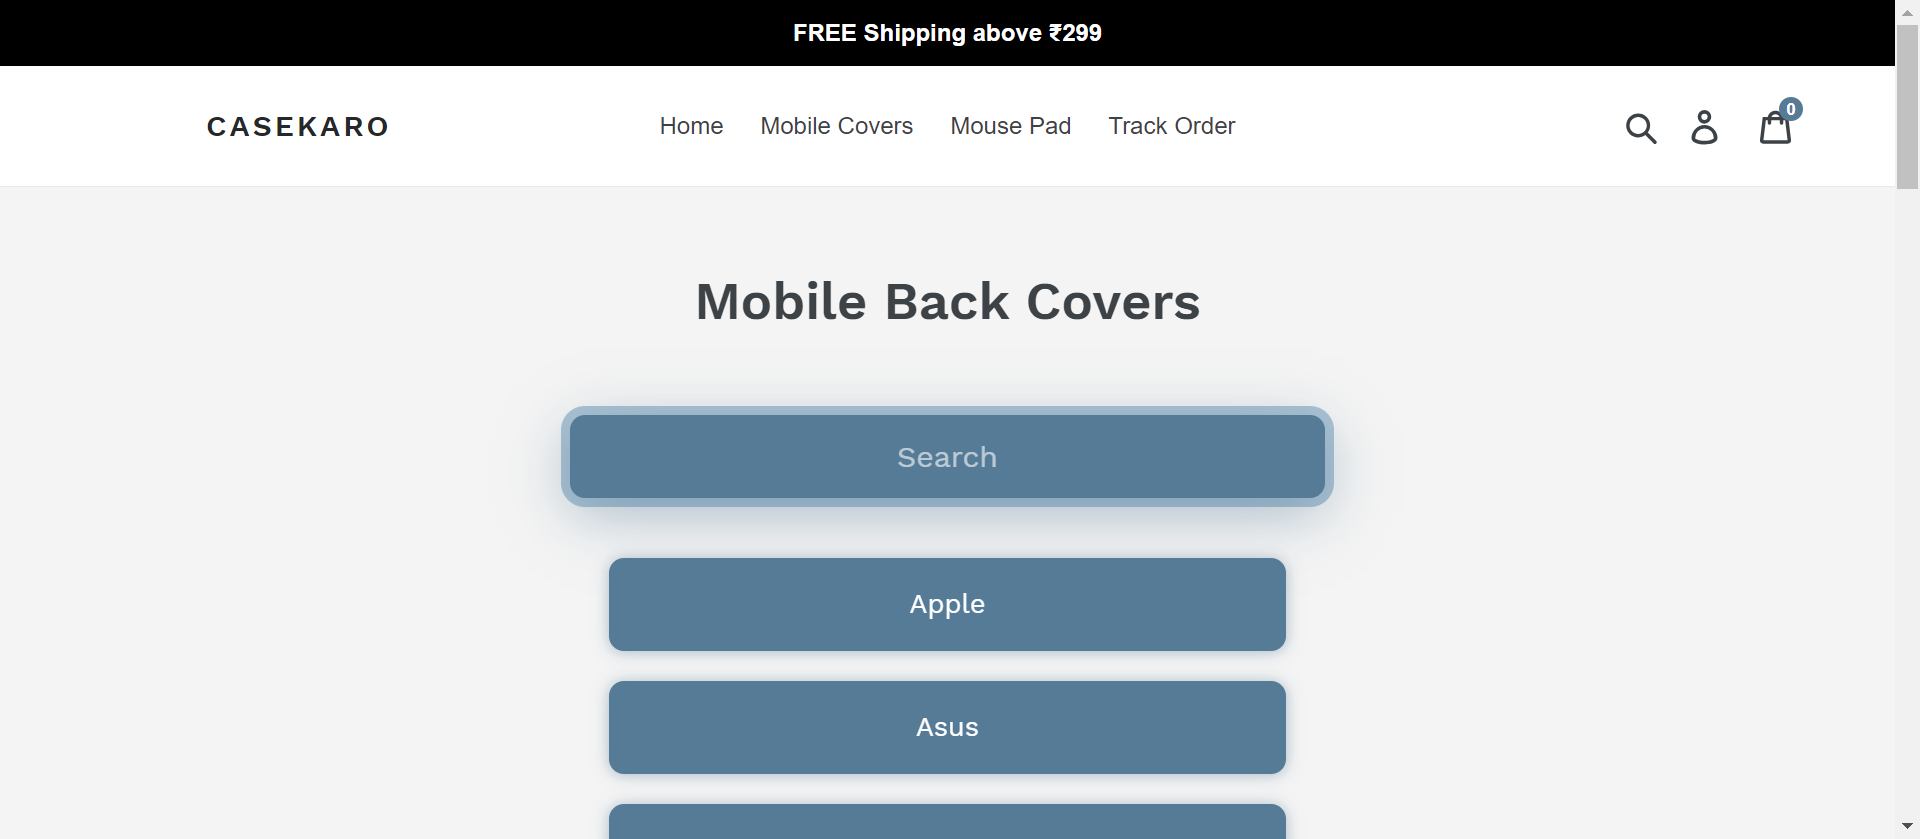 FREE Shipping above ₹299
CASEKARO
Home Mobile Covers Mouse Pad Track Order
0
Mobile Back Covers
Search
Apple
Asus